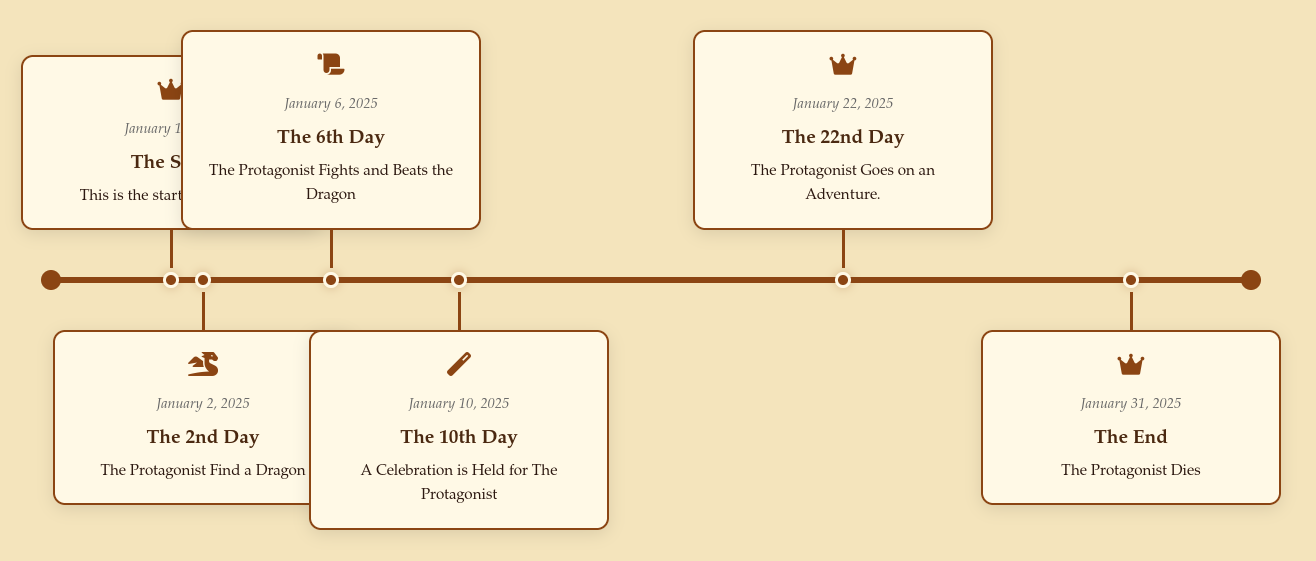 January 1
The S
This is the start
January 6, 2025
The 6th Day
The Protagonist Fights and Beats the
Dragon
January 22, 2025
The 22nd Day
The Protagonist Goes on an
Adventure.
January 2, 2025
The 2nd Day
The Protagonist Find a Dragon
January 10, 2025
The 10th Day
A Celebration is Held for The
Protagonist
January 31, 2025
The End
The Protagonist Dies